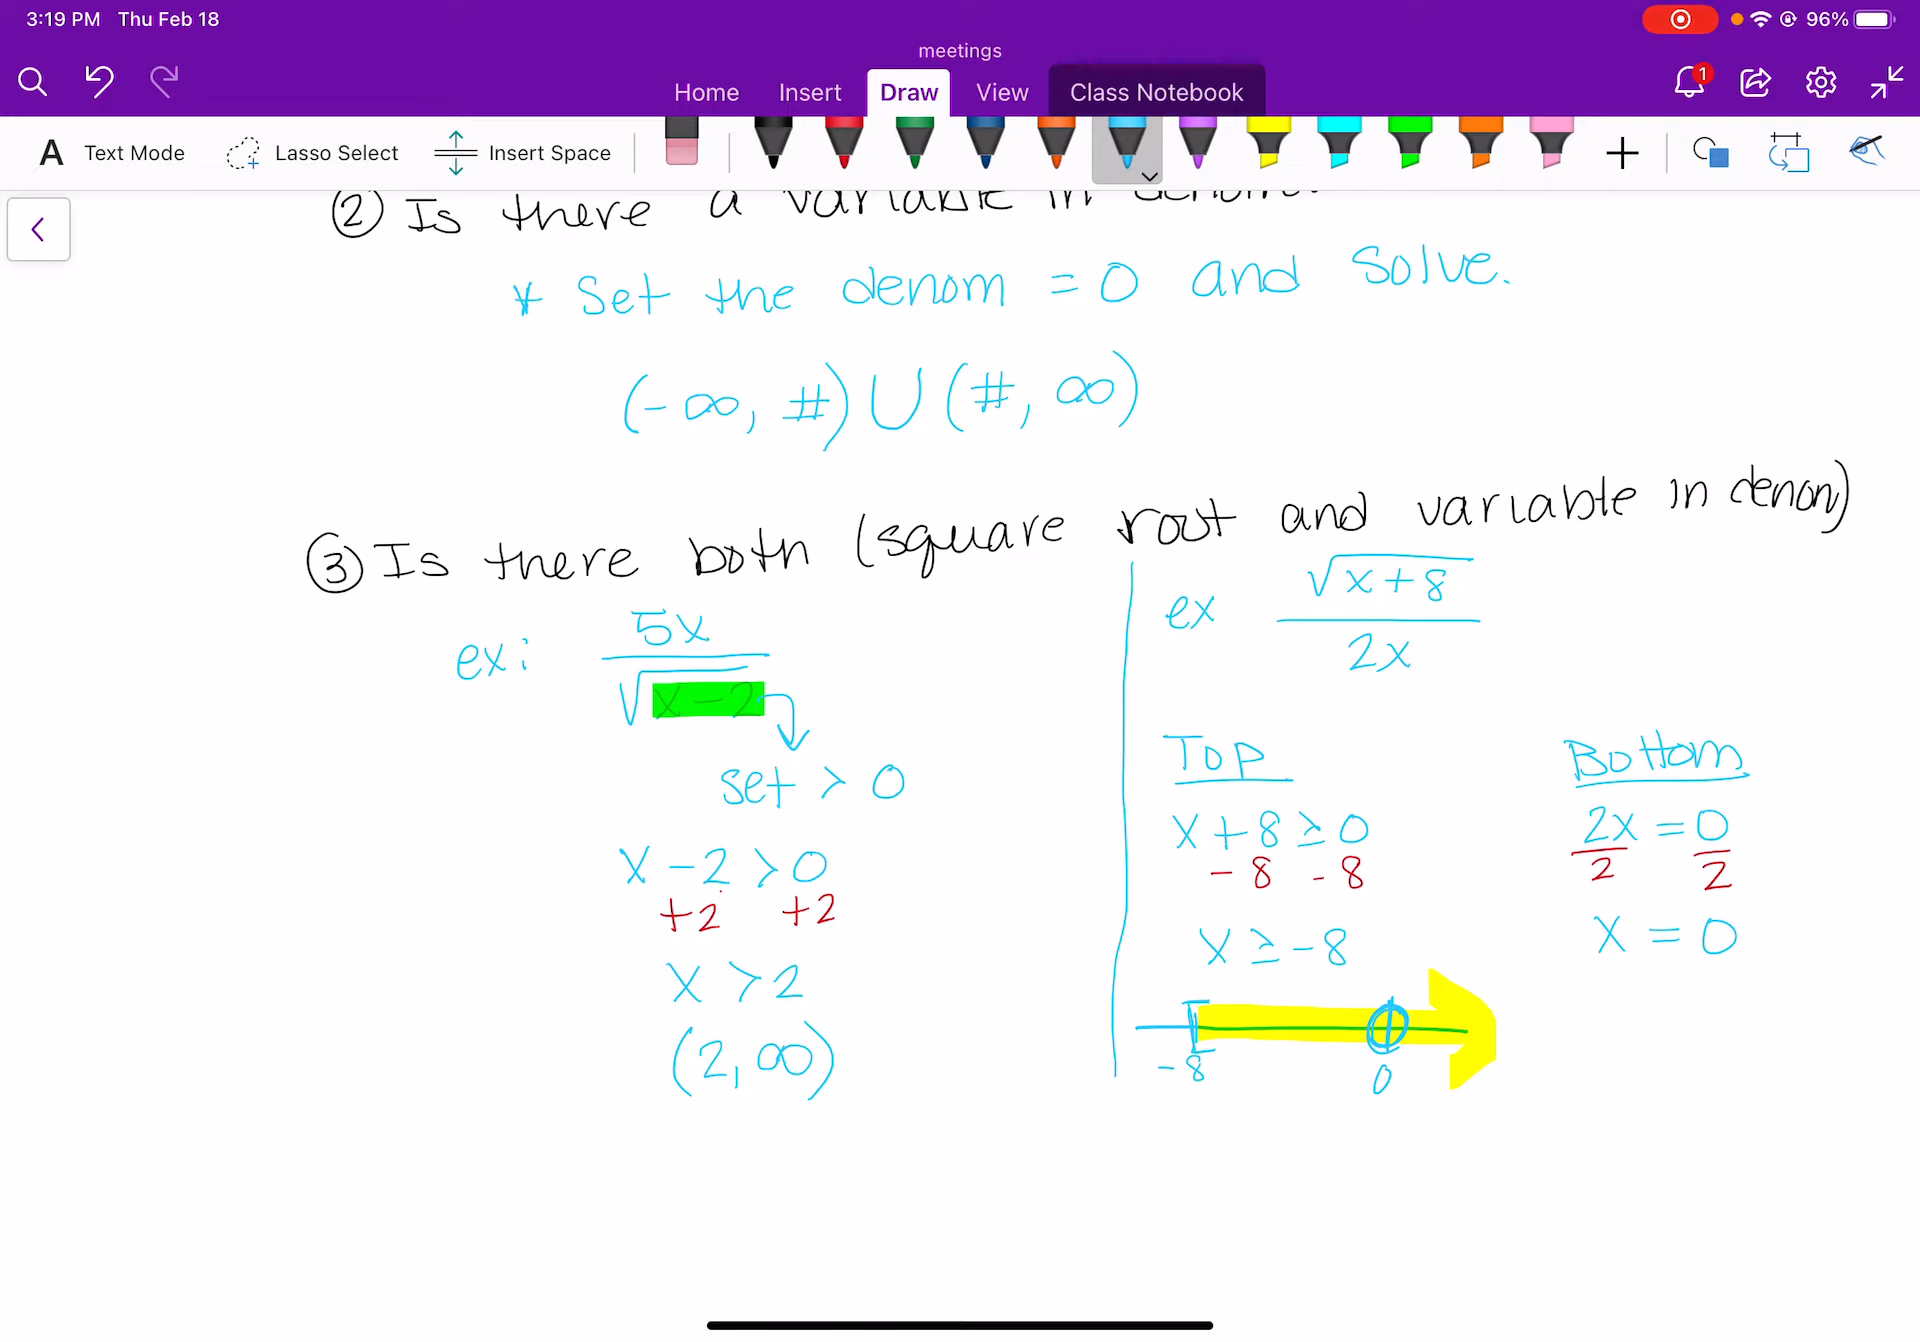 3:19 PM Thu Feb 18
96%
meetings
Home Insert Draw View Class Notebook
1
A Text Mode Lasso Select Insert Space
② Is there a variable in denom.
* Set the denom = 0 and solve.
(-∞, #) ∪ (#, ∞)
③ Is there both (square root and variable in denom)
ex: 5x
√x-2
set > 0
x - 2 > 0
+2 +2
x > 2
(2, ∞)
ex √x+8
2x
Top
x + 8 ≥ 0
-8 -8
x ≥ -8
-8 0
Bottom
2x = 0
2 2
x = 0